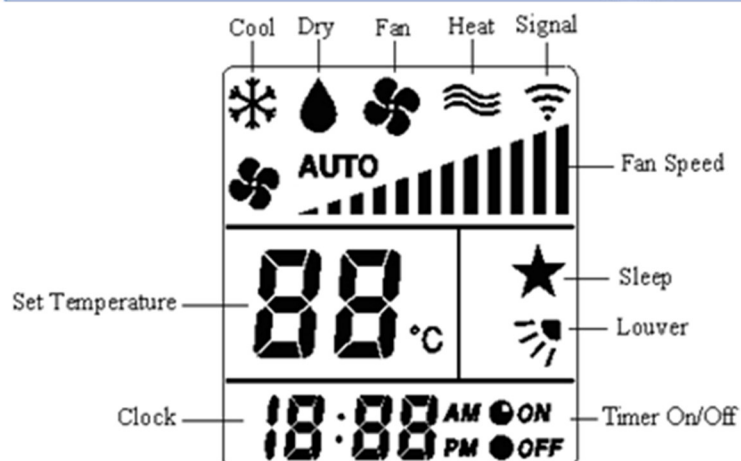 Cool Dry Fan Heat Signal
AUTO
Fan Speed
88 °C
Sleep
Set Temperature
Louver
Clock
18:88 AM ON
PM OFF
Timer On/Off